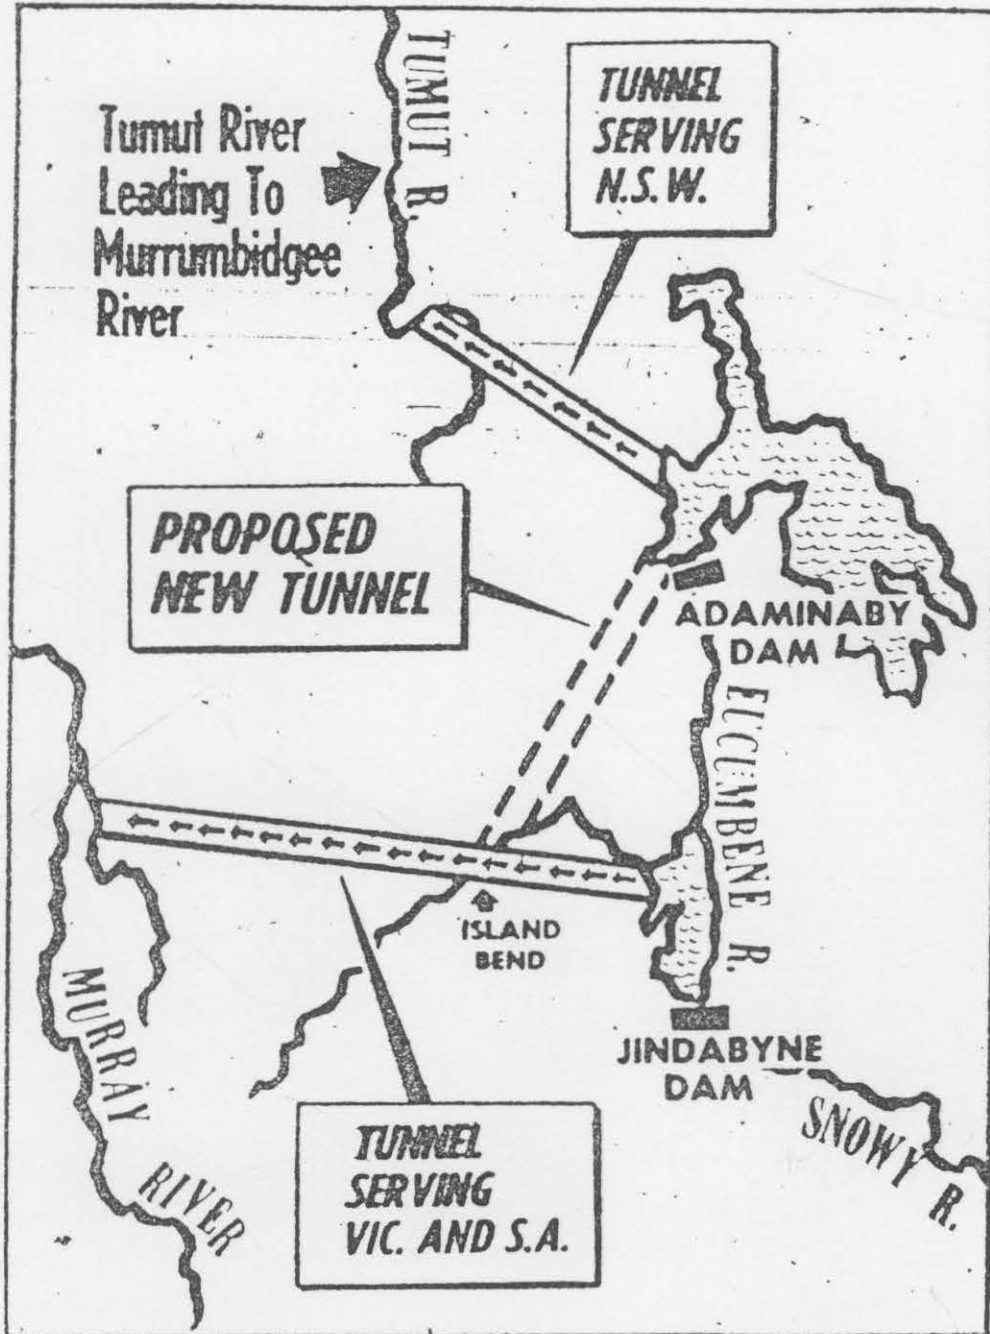 TUMUT R.
TUNNEL
SERVING
N.S.W.
Tumut River
Leading To
Murrumbidgee
River
PROPOSED
NEW TUNNEL
ADAMINABY
DAM
EUCUMBENE R.
ISLAND
BEND
MURRAY
RIVER
JINDABYNE
DAM
SNOWY R.
TUNNEL
SERVING
VIC. AND S.A.